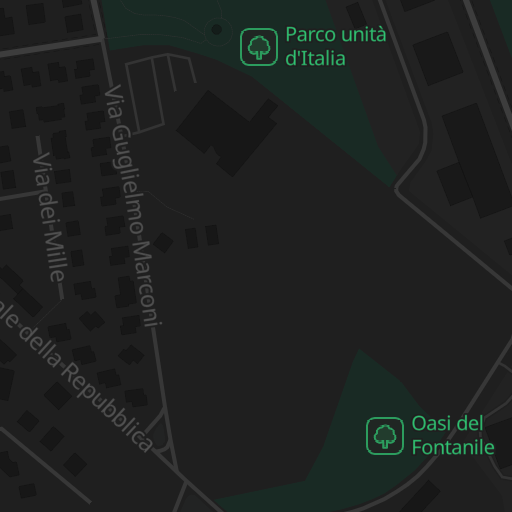 Parco unità
d'Italia
Via Guglielmo Marconi
Via dei Mille
ale della Repubblica
Oasi del
Fontanile